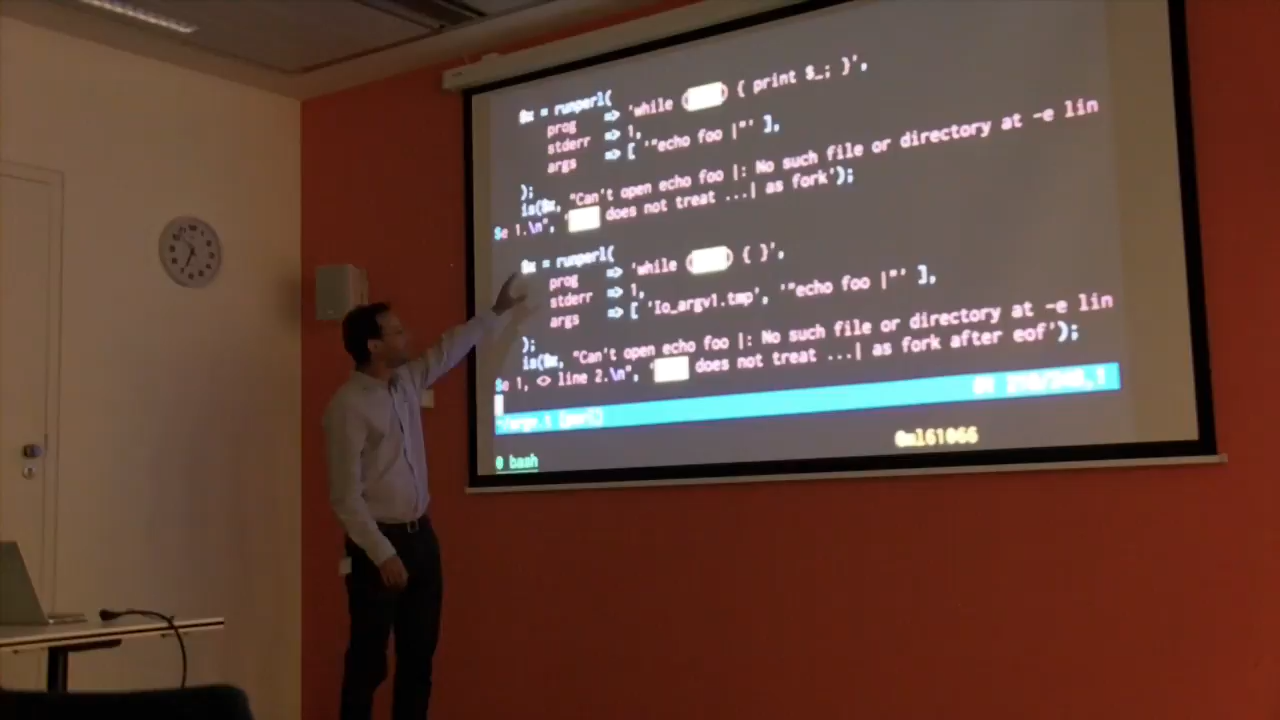 $x = runperl(
prog => 'while ( ) { print $_; }',
stderr => 1,
args => [ '"echo foo |"' ],
);
is($x, "Can't open echo foo |: No such file or directory at -e lin
$e 1.\n", ' does not treat ...| as fork');
$x = runperl(
prog => 'while ( ) { }',
stderr => 1,
args => [ 'Io_argv1.tmp', '"echo foo |"' ],
);
is($x, "Can't open echo foo |: No such file or directory at -e lin
$e 1, <> line 2.\n", ' does not treat ...| as fork after eof');
0 bash